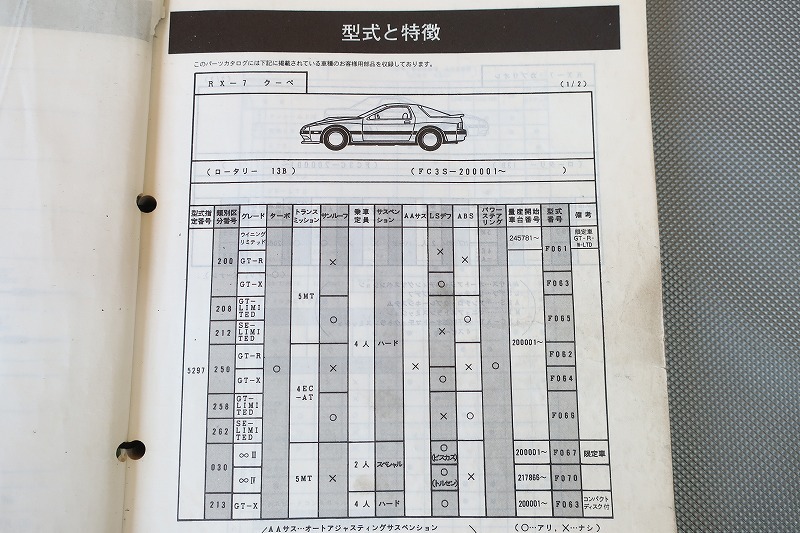 型式と特徴
このパーツカタログには下記に掲載されている車種のお客様用部品を収録しております。
RX-7 クーペ
(1/2)
(ロータリー 13B) (FC3S-200001~ )
型式指定番号 類別区分番号 グレード ターボ トランスミッション サンルーフ 乗車定員 サスペンション AAサス LSデフ ABS パワーステアリング 量産開始車台番号 型式番号 備考
ウイニングリミテッド 245781~ F061 限定車GT-R-W-LTD
200 GT-R × × ×
GT-X ○ F063
5MT
208 GT-LIMITED ○ × ○ F065
212 SE-LIMITED
4人 ハード 200001~
5297 250 GT-R ○ × × × ○ F062
GT-X ○ F064
4EC-AT
258 GT-LIMITED ○ × ○ F066
262 SE-LIMITED
030 ∞Ⅱ 5MT × 2人 スペシャル ○(ビスカス) × 200001~ F067 限定車
∞Ⅳ ○(トルセン) 217866~ F070
213 GT-X 4人 ハード ○ 200001~ F063 コンパクトディスク付
AAサス…オートアジャスティングサスペンション
(○…アリ, ×…ナシ)